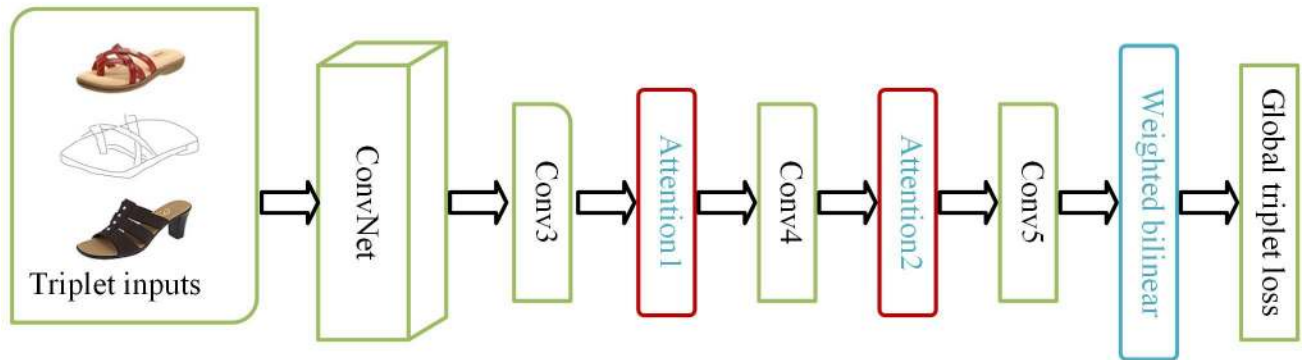 Triplet inputs
ConvNet
Conv3
Attention1
Conv4
Attention2
Conv5
Weighted bilinear
Global triplet
loss